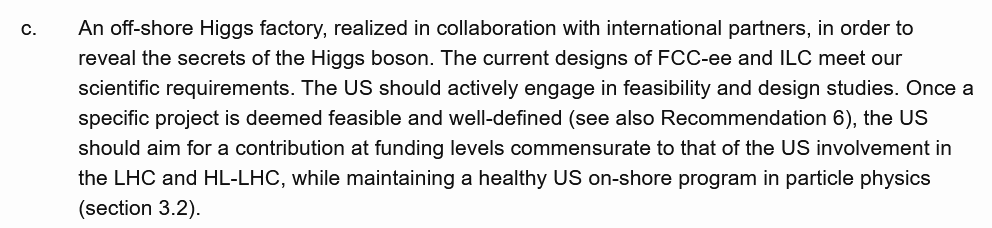 c. An off-shore Higgs factory, realized in collaboration with international partners, in order to
reveal the secrets of the Higgs boson. The current designs of FCC-ee and ILC meet our
scientific requirements. The US should actively engage in feasibility and design studies. Once a
specific project is deemed feasible and well-defined (see also Recommendation 6), the US
should aim for a contribution at funding levels commensurate to that of the US involvement in
the LHC and HL-LHC, while maintaining a healthy US on-shore program in particle physics
(section 3.2).